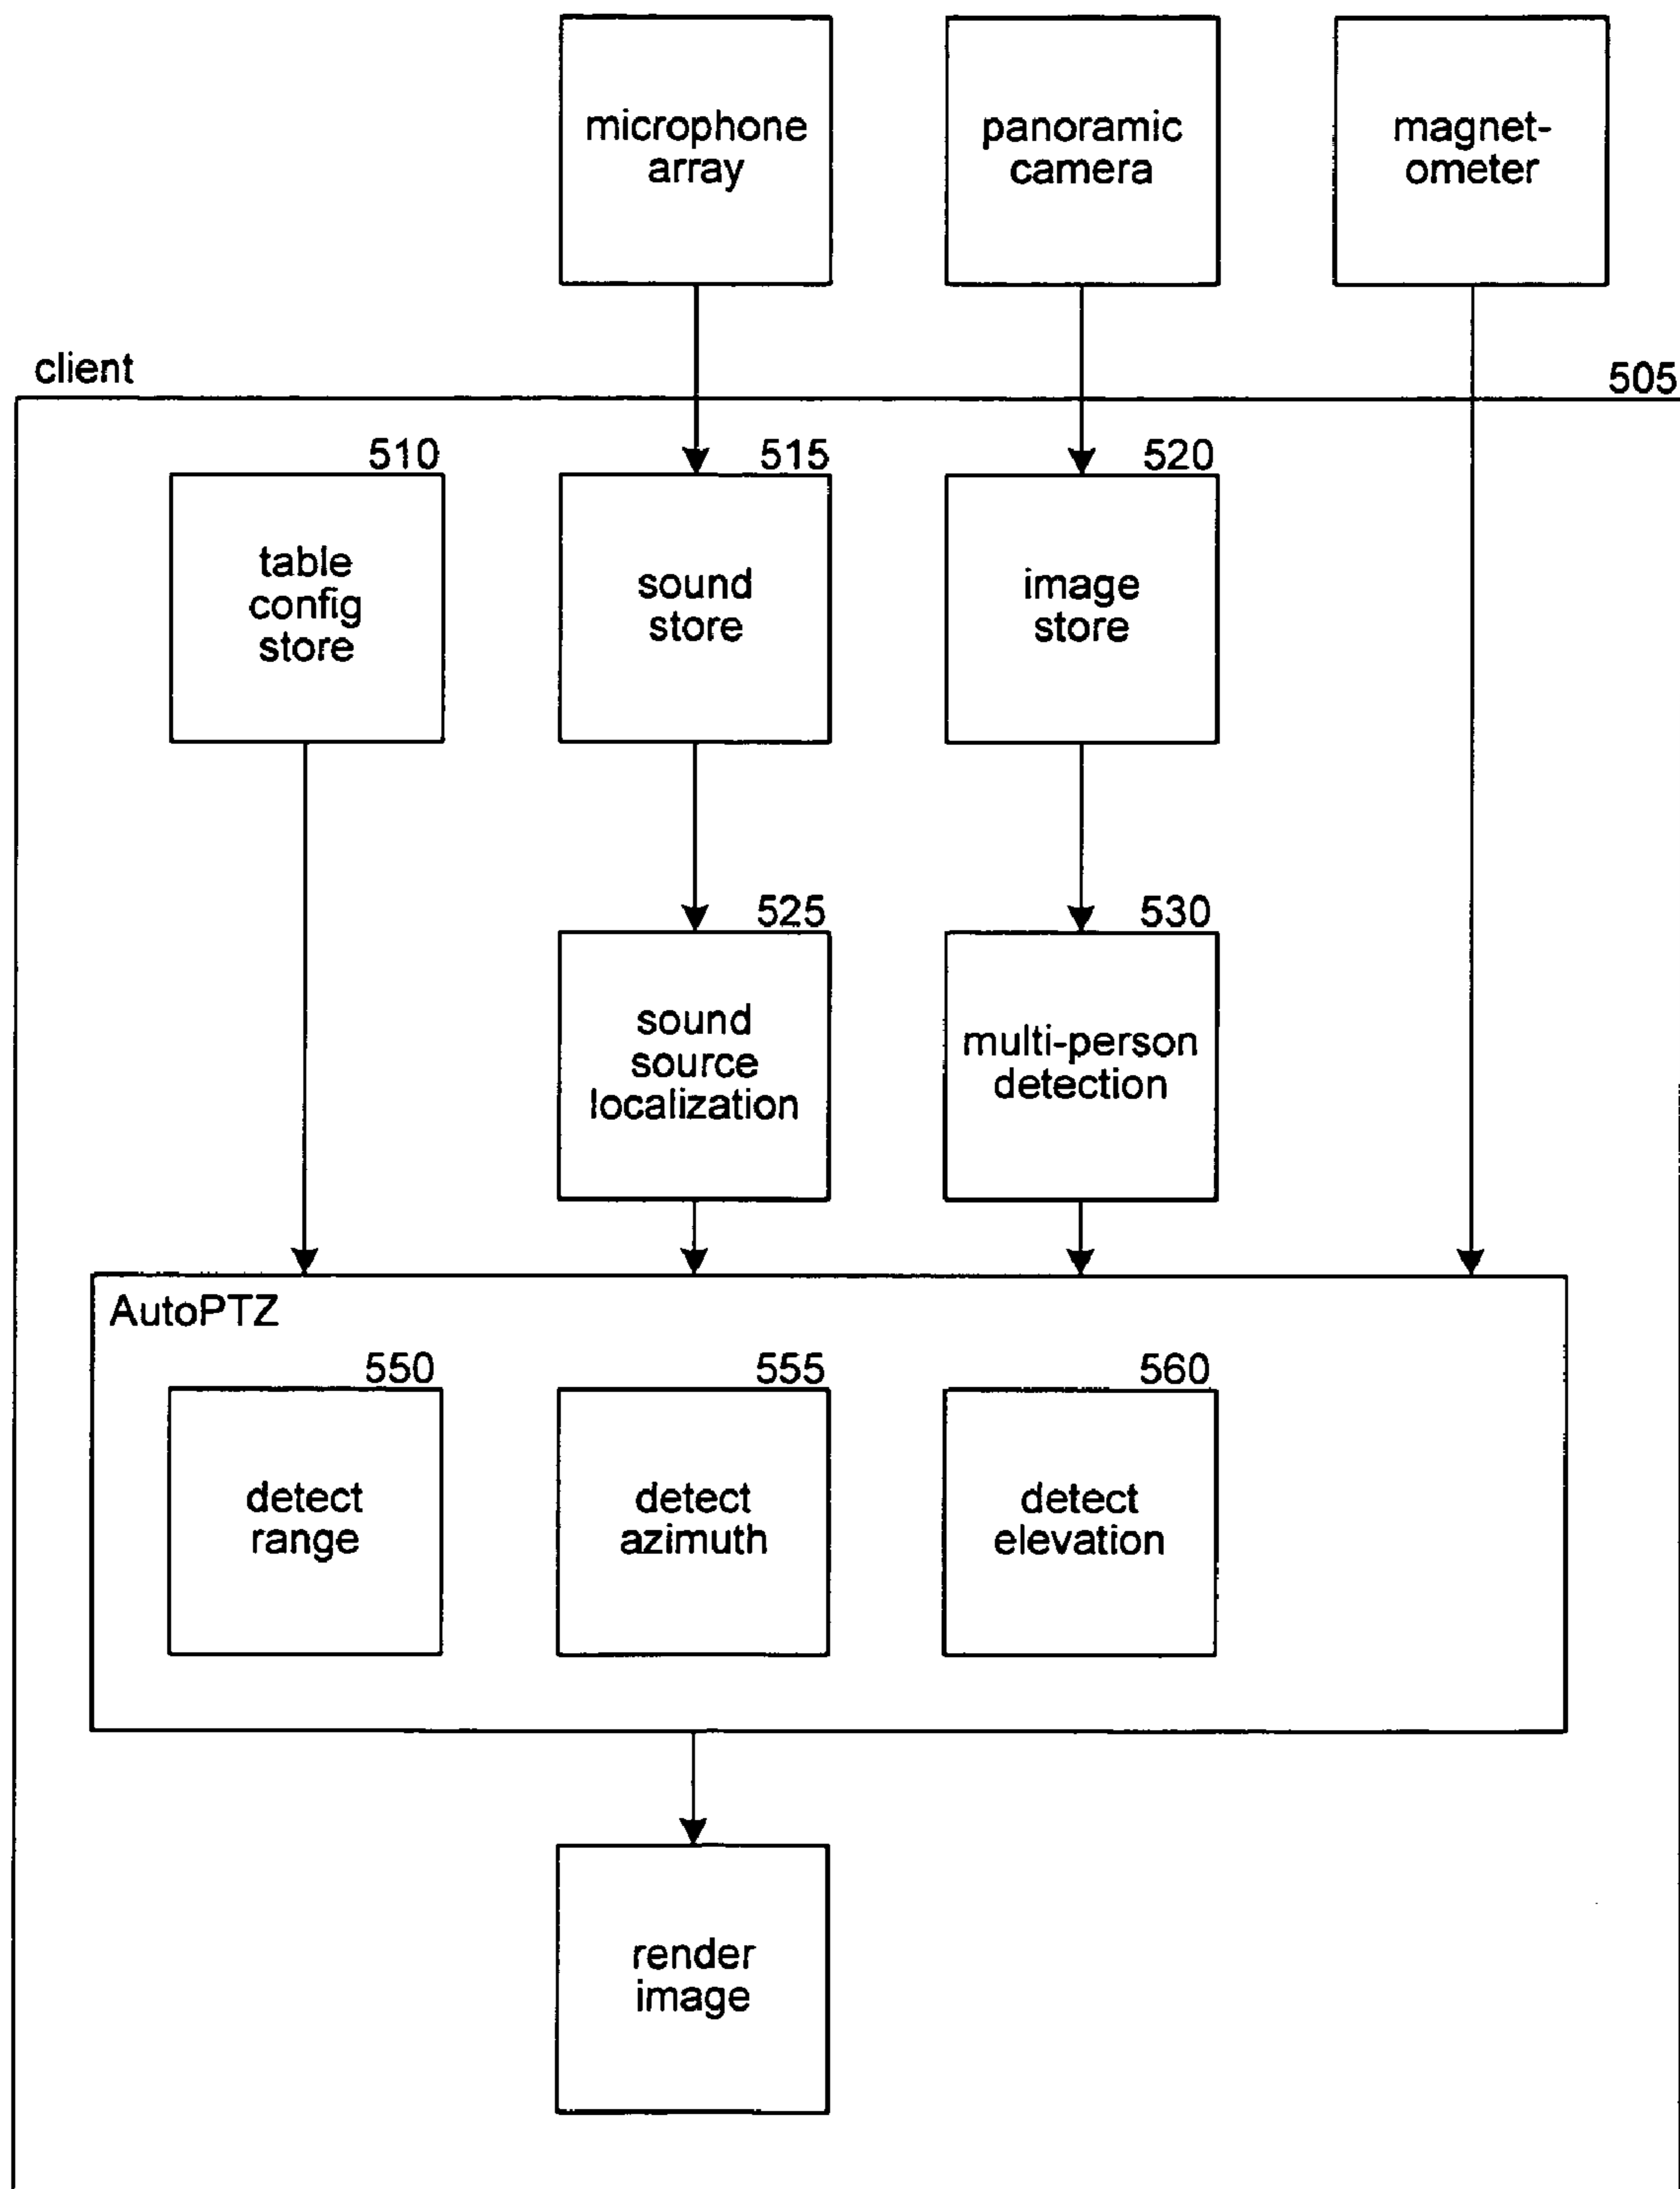 microphone
array
panoramic
camera
magnet-
ometer
client
505
510
515
520
table
config
store
sound
store
image
store
525
530
sound
source
localization
multi-person
detection
AutoPTZ
550
555
560
detect
range
detect
azimuth
detect
elevation
render
image